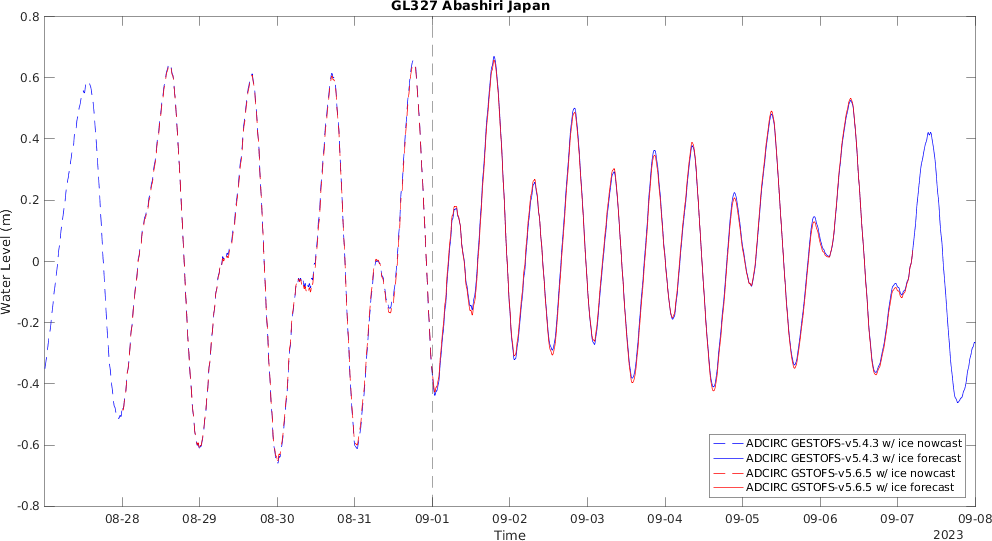 GL327 Abashiri Japan
0.8
0.6
0.4
0.2
0
-0.2
-0.4
-0.6
-0.8
Water Level (m)
08-28 08-29 08-30 08-31 09-01 09-02 09-03 09-04 09-05 09-06 09-07 09-08
Time
2023
ADCIRC GESTOFS-v5.4.3 w/ ice nowcast
ADCIRC GESTOFS-v5.4.3 w/ ice forecast
ADCIRC GSTOFS-v5.6.5 w/ ice nowcast
ADCIRC GSTOFS-v5.6.5 w/ ice forecast